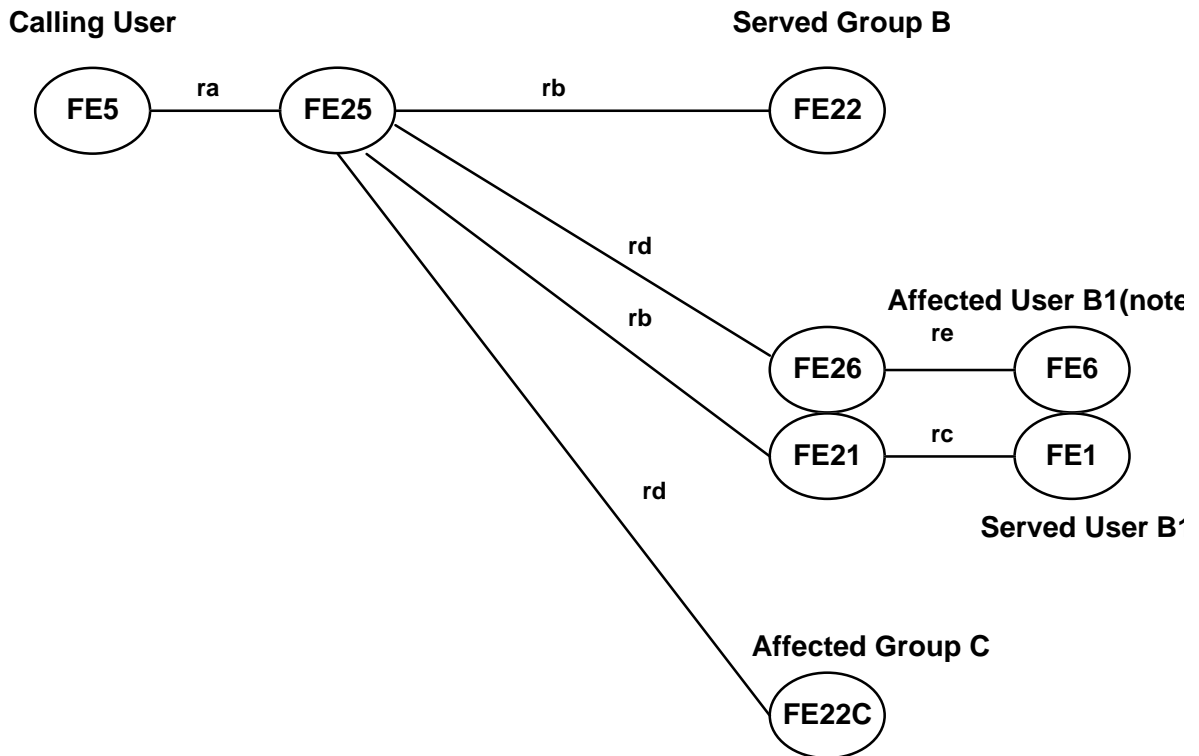 Calling User
Served Group B
FE5
ra
FE25
rb
FE22
rd
rb
Affected User B1(note
re
FE26
FE6
rc
FE21
FE1
rd
Served User B1
Affected Group C
FE22C